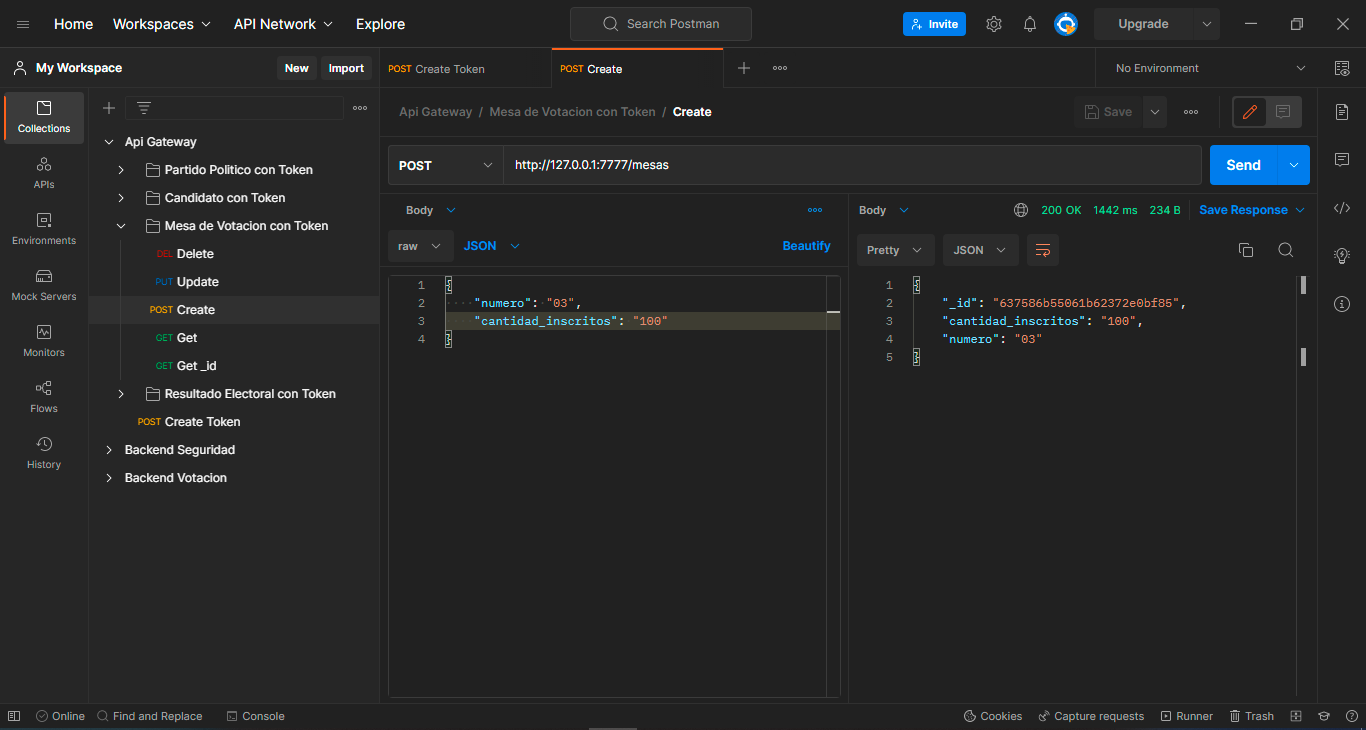 Home Workspaces API Network Explore Search Postman Invite Upgrade
My Workspace New Import POST Create Token POST Create No Environment
Collections
APIs
Environments
Mock Servers
Monitors
Flows
History
Api Gateway
Partido Politico con Token
Candidato con Token
Mesa de Votacion con Token
DEL Delete
PUT Update
POST Create
GET Get
GET Get _id
Resultado Electoral con Token
POST Create Token
Backend Seguridad
Backend Votacion
Api Gateway / Mesa de Votacion con Token / Create Save
POST http://127.0.0.1:7777/mesas Send
Body
raw JSON Beautify
1 {
2 ····"numero":·"03",
3 ····"cantidad_inscritos": "100"
4 }
Body 200 OK 1442 ms 234 B Save Response
Pretty JSON
1 {
2 "_id": "637586b55061b62372e0bf85",
3 "cantidad_inscritos": "100",
4 "numero": "03"
5 }
Online Find and Replace Console Cookies Capture requests Runner Trash